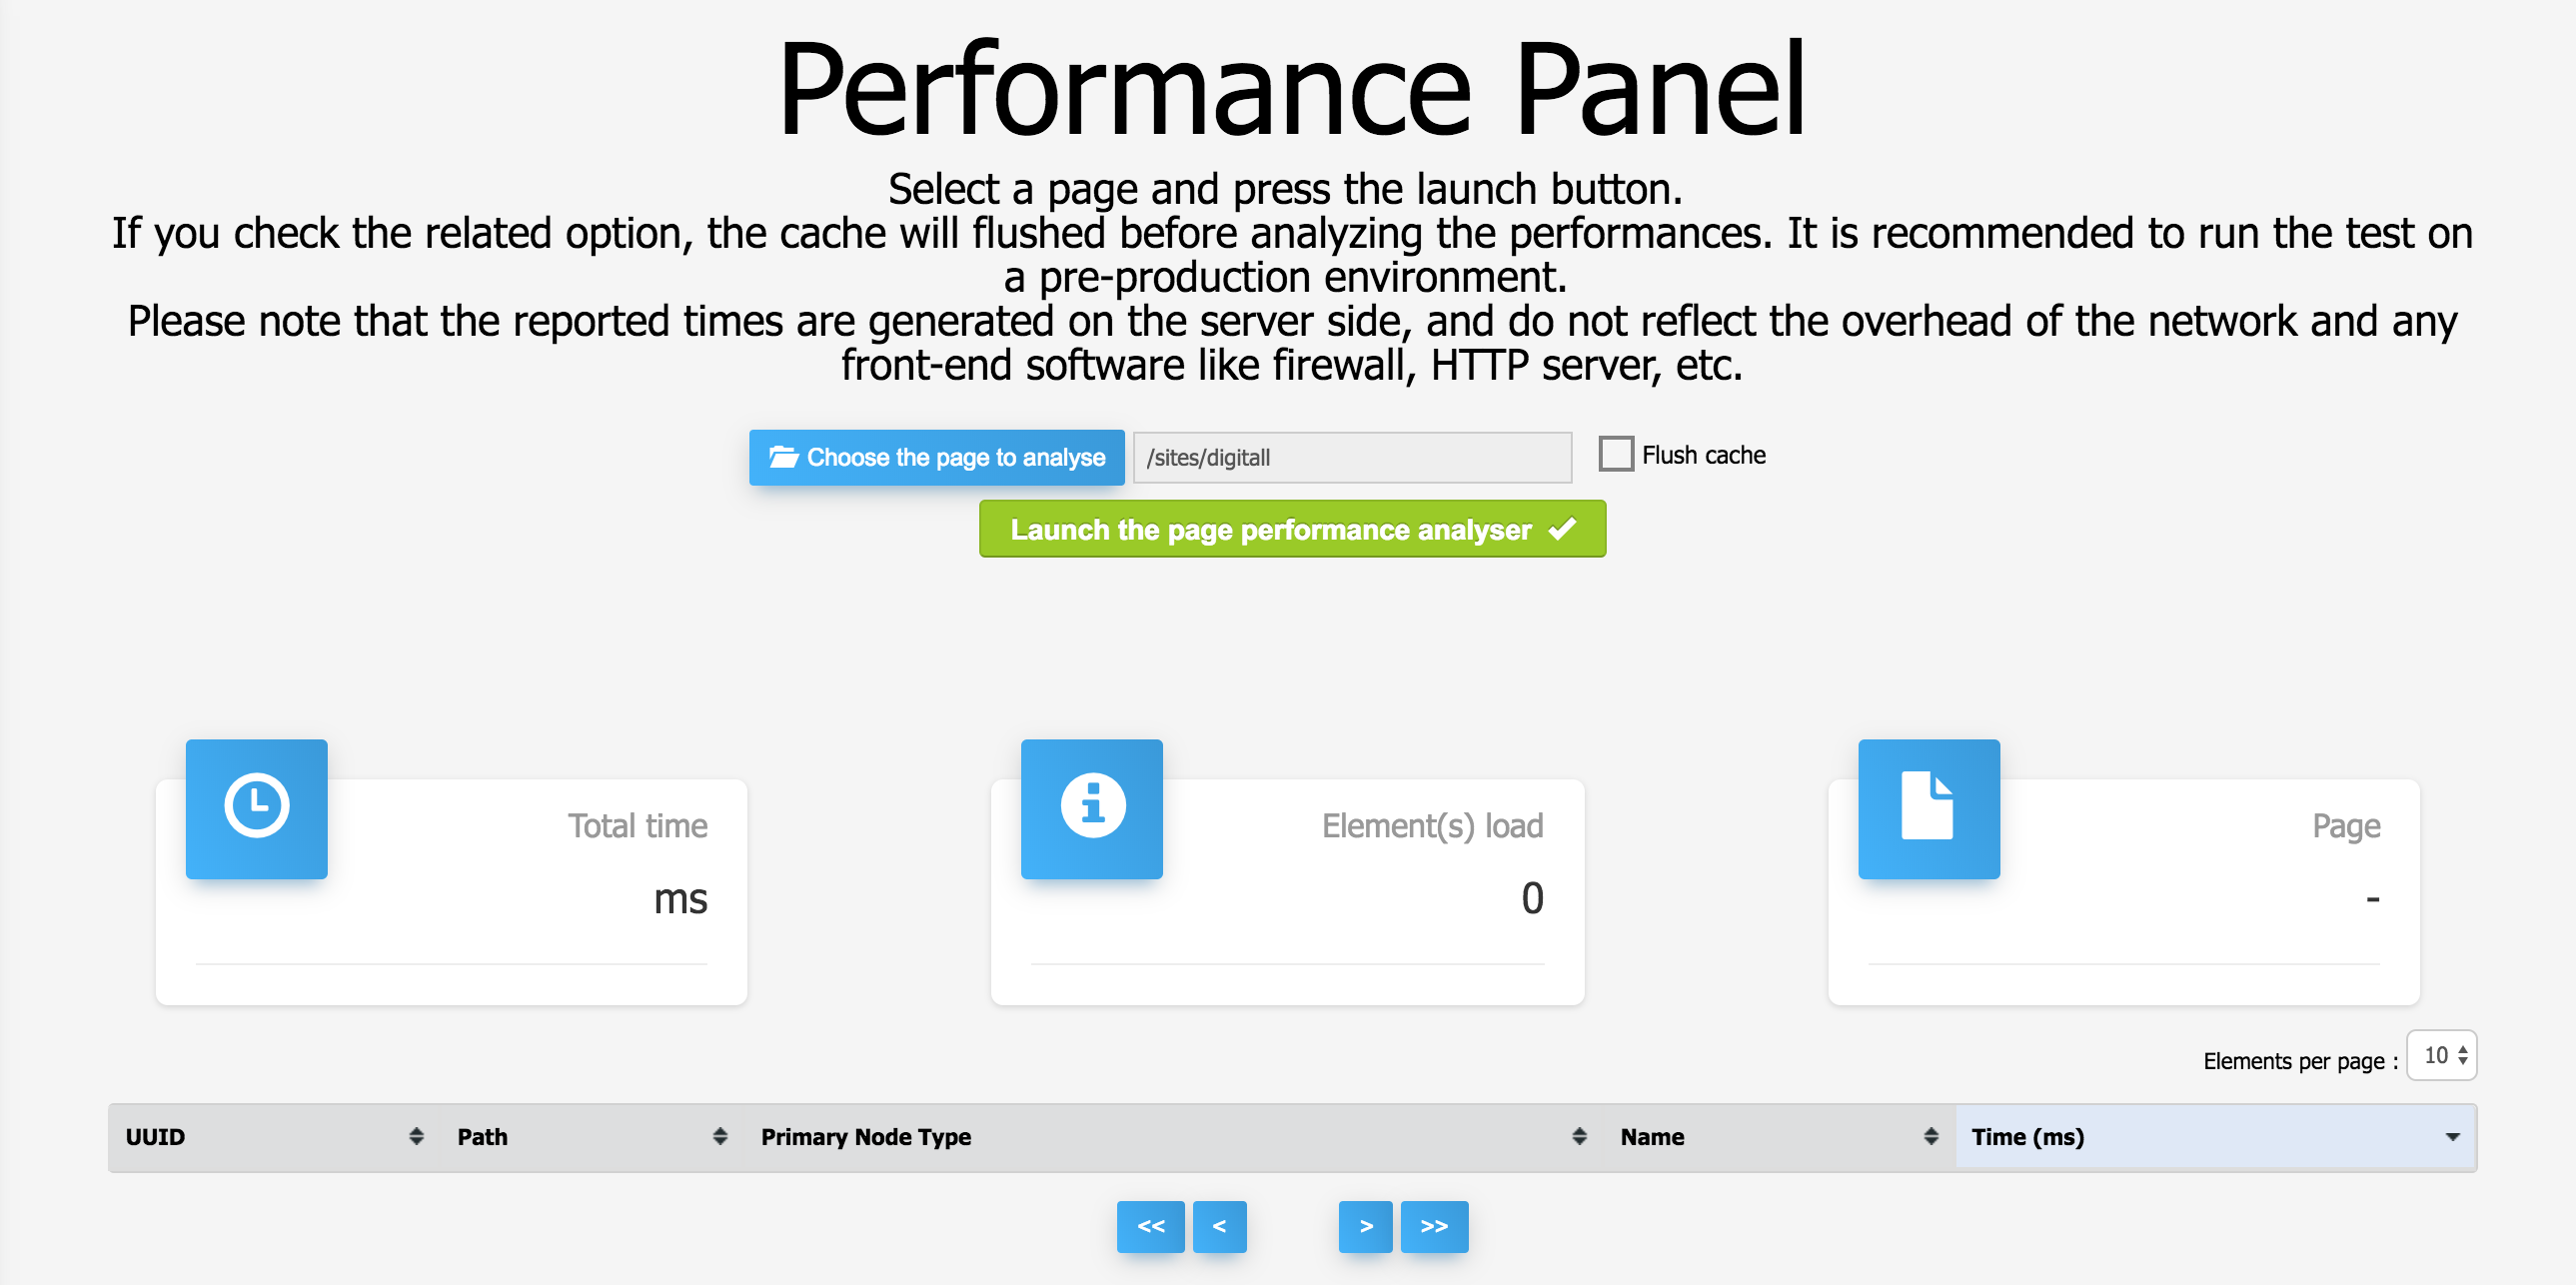 Performance Panel
Select a page and press the launch button.
If you check the related option, the cache will flushed before analyzing the performances. It is recommended to run the test on
a pre-production environment.
Please note that the reported times are generated on the server side, and do not reflect the overhead of the network and any
front-end software like firewall, HTTP server, etc.
Choose the page to analyse /sites/digitall Flush cache
Launch the page performance analyser
Total time Element(s) load Page
ms 0 -
Elements per page : 10
UUID Path Primary Node Type Name Time (ms)
<< < > >>